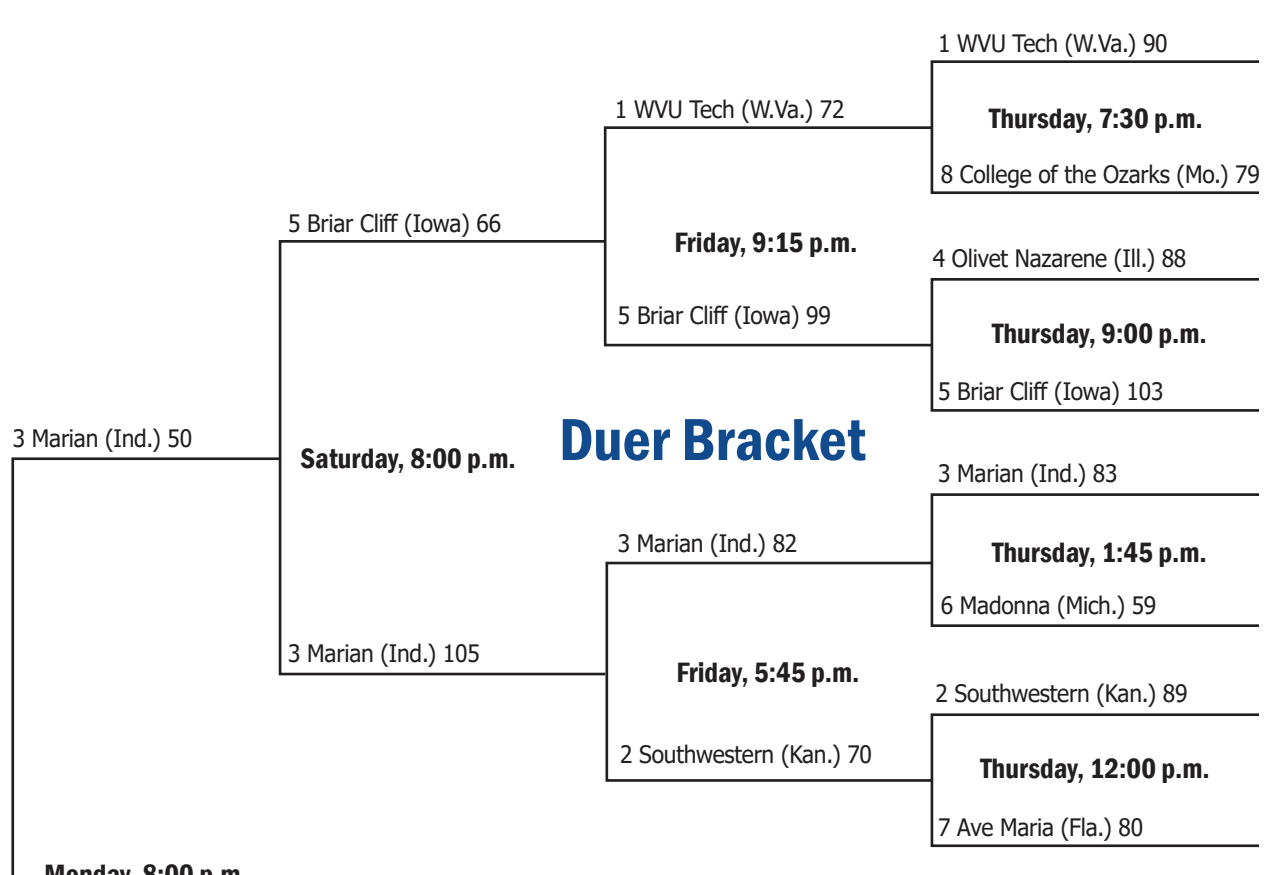 1 WVU Tech (W.Va.) 90
1 WVU Tech (W.Va.) 72
Thursday, 7:30 p.m.
8 College of the Ozarks (Mo.) 79
5 Briar Cliff (Iowa) 66
Friday, 9:15 p.m.
4 Olivet Nazarene (Ill.) 88
5 Briar Cliff (Iowa) 99
Thursday, 9:00 p.m.
5 Briar Cliff (Iowa) 103
3 Marian (Ind.) 50
Saturday, 8:00 p.m.
Duer Bracket
3 Marian (Ind.) 83
3 Marian (Ind.) 82
Thursday, 1:45 p.m.
6 Madonna (Mich.) 59
3 Marian (Ind.) 105
Friday, 5:45 p.m.
2 Southwestern (Kan.) 89
2 Southwestern (Kan.) 70
Thursday, 12:00 p.m.
7 Ave Maria (Fla.) 80
Monday, 8:00 p.m.